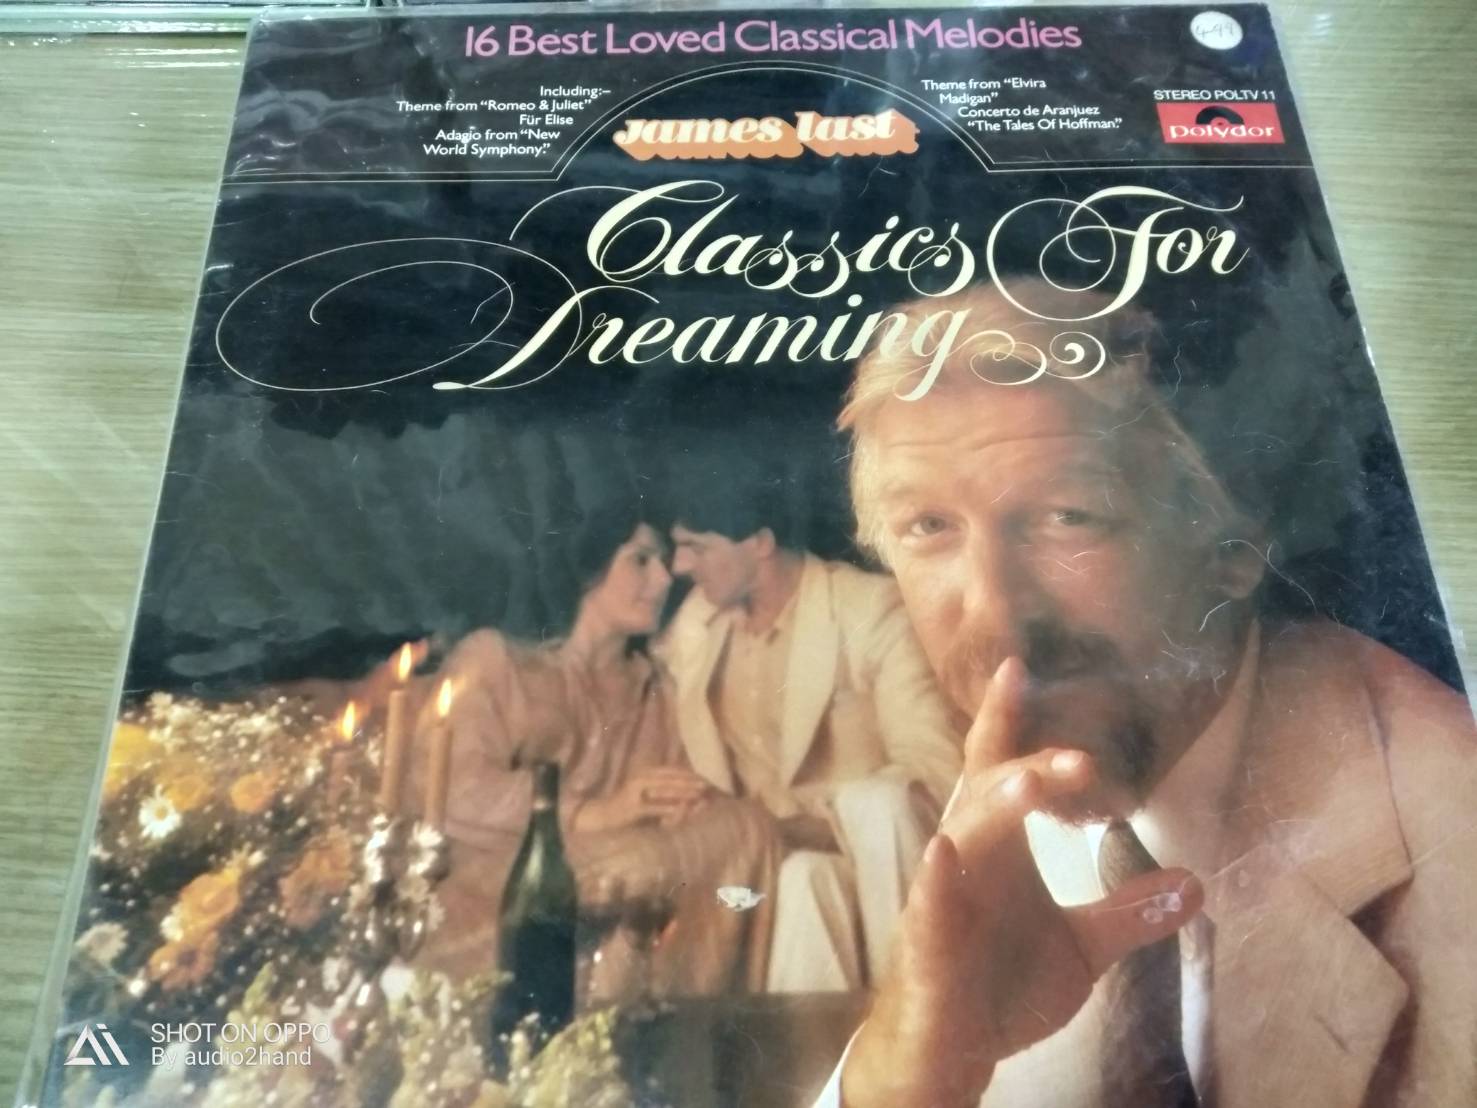 16 Best Loved Classical Melodies
4.99
Including:–
Theme from “Romeo & Juliet”
Für Elise
Adagio from “New
World Symphony.”
james last
Theme from “Elvira
Madigan”
Concerto de Aranjuez
“The Tales Of Hoffman.”
STEREO POLTV 11
polydor
Classics For
Dreaming
SHOT ON OPPO
By audio2hand